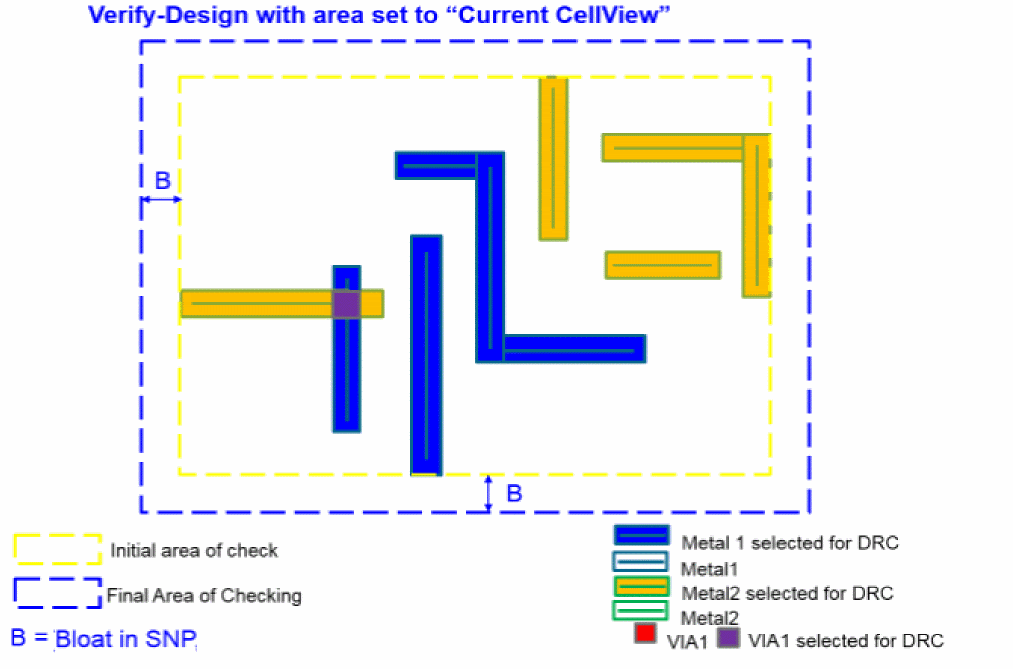 Verify-Design with area set to “Current CellView”
B
B
Initial area of check
Final Area of Checking
B = Bloat in SNP
Metal 1 selected for DRC
Metal1
Metal2 selected for DRC
Metal2
VIA1 VIA1 selected for DRC